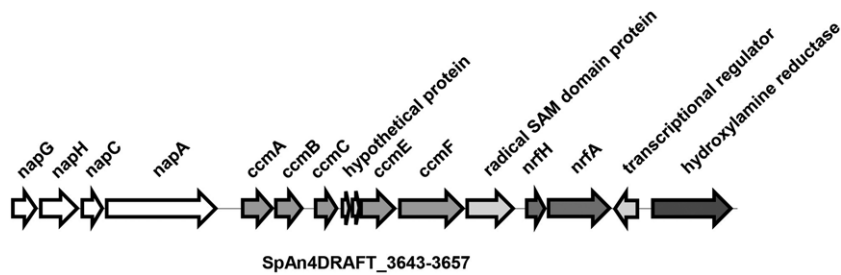 napG
napH
napC
napA
ccmA
ccmB
ccmC
hypothetical protein
ccmE
ccmF
radical SAM domain protein
nrfH
nrfA
transcriptional regulator
hydroxylamine reductase
SpAn4DRAFT_3643-3657